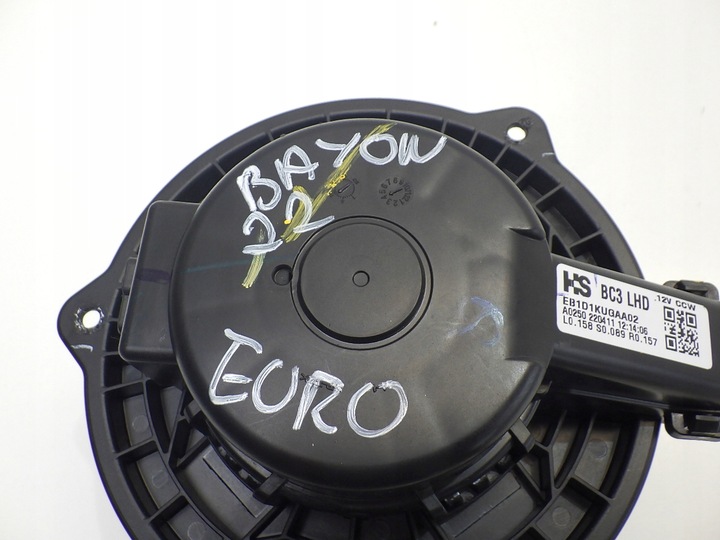 BAYON
22
EURO
HS BC3 LHD 12V CCW
EB1D1KUGAA02
A0250 220411 12:14:06
L0.158 S0.089 R0.157